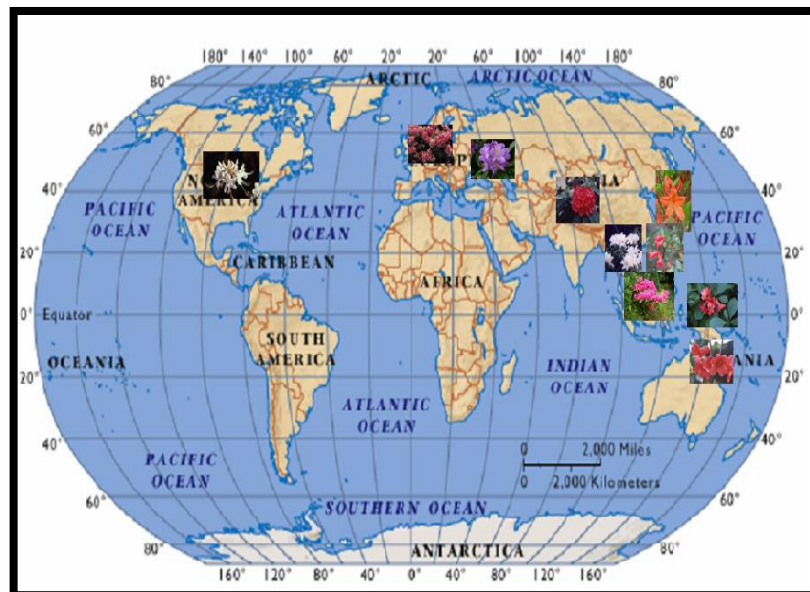 180° 140° 100° 60° 20° 20° 60° 100° 140° 180°
ARCTIC
ARCTIC OCEAN
80° 80°
60° 60°
AMERICA
40° 40°
PACIFIC
OCEAN
ATLANTIC
OCEAN
PACIFIC
OCEAN
20° 20°
CARIBBEAN
AFRICA
Equator 0° 0°
SOUTH
AMERICA
OCEANIA
INDIAN
OCEAN
20° 20°
ATLANTIC
OCEAN
40° 40°
0 2,000 Miles
0 2,000 Kilometers
PACIFIC
OCEAN
60° 60°
SOUTHERN OCEAN
80° 80°
ANTARCTICA
160° 120° 80° 40° 0° 40° 80° 120° 160°